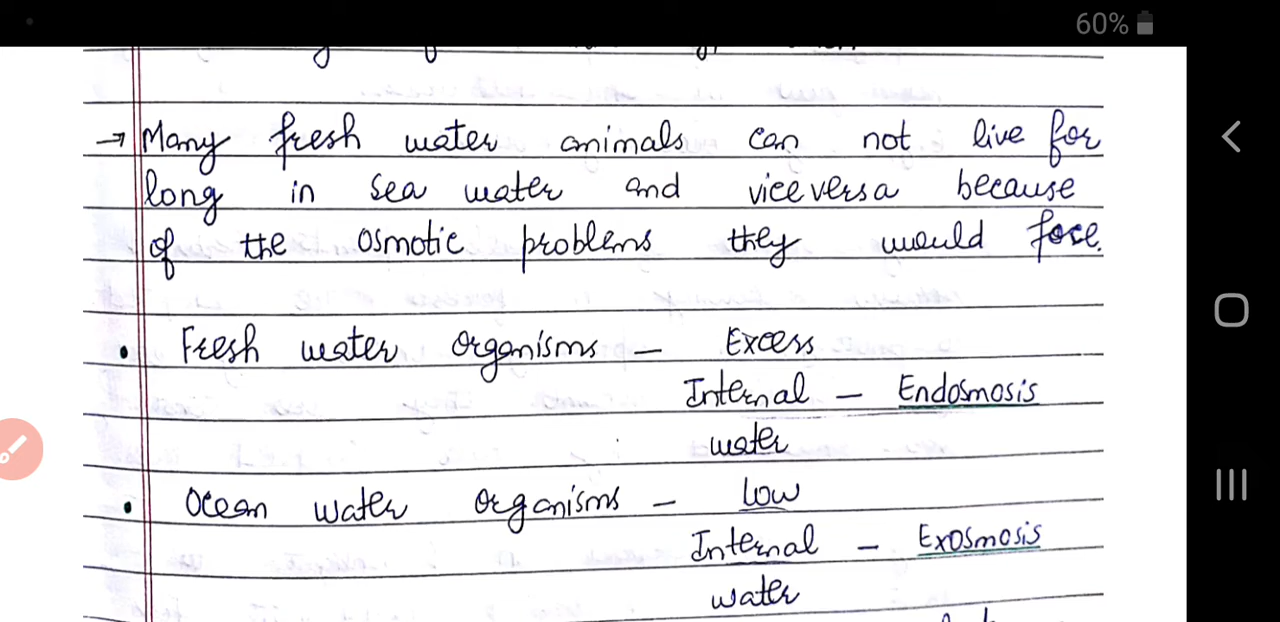 60%
→ Many fresh water animals can not live for
long in sea water and vice versa because
of the osmotic problems they would face.
• Fresh water organisms – Excess
Internal – Endosmosis
water
• Ocean water organisms – low
Internal – Exosmosis
water